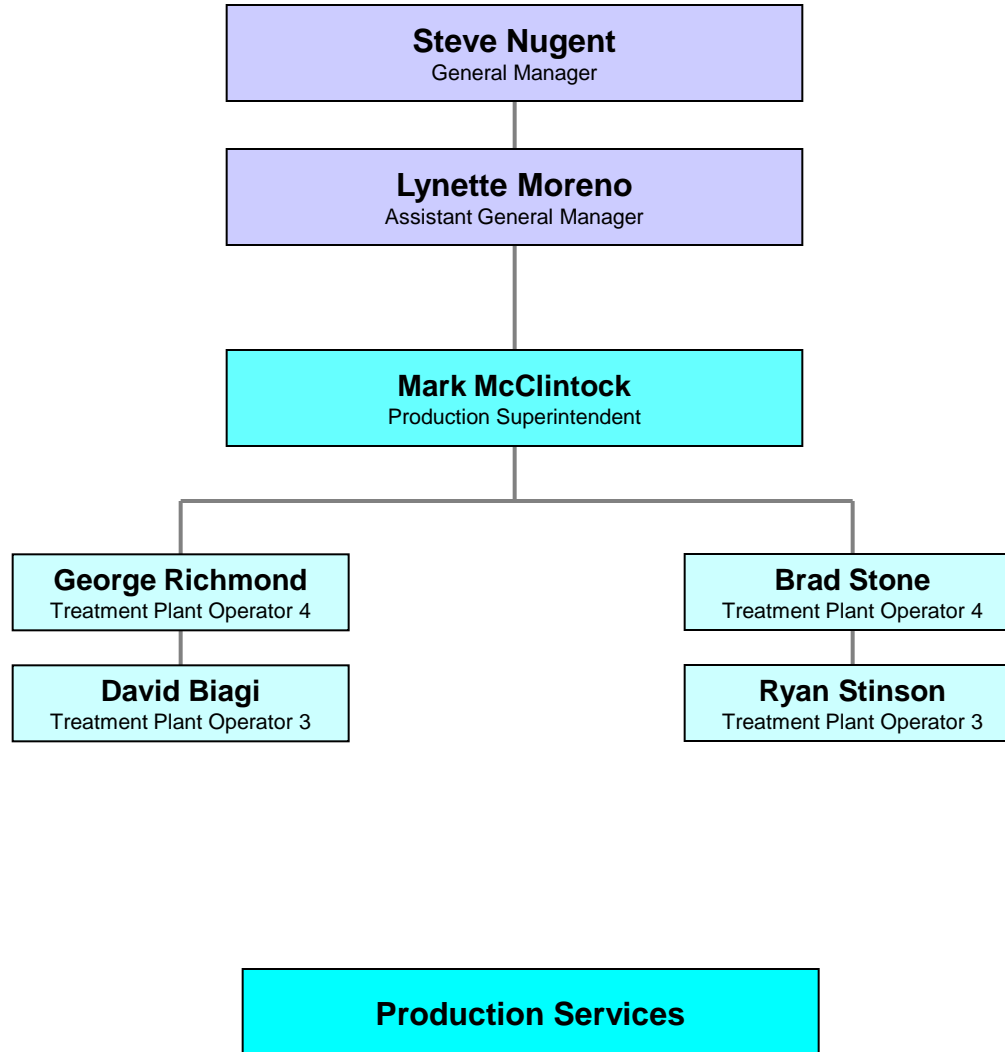 Steve Nugent
General Manager
Lynette Moreno
Assistant General Manager
Mark McClintock
Production Superintendent
George Richmond
Treatment Plant Operator 4
David Biagi
Treatment Plant Operator 3
Brad Stone
Treatment Plant Operator 4
Ryan Stinson
Treatment Plant Operator 3
Production Services